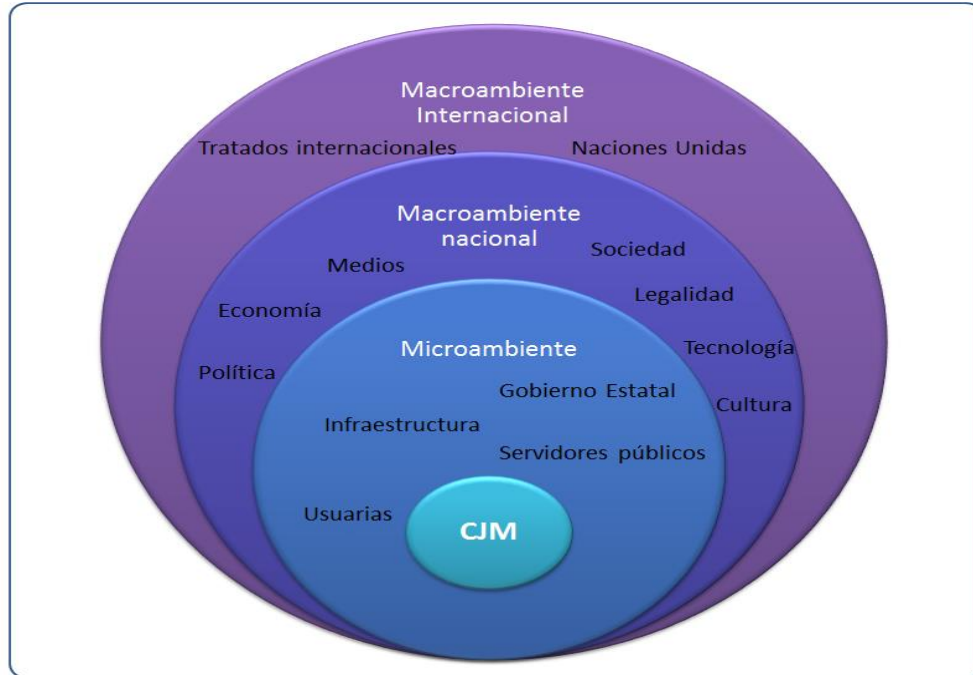 Macroambiente
Internacional
Tratados internacionales
Naciones Unidas
Macroambiente
nacional
Sociedad
Medios
Legalidad
Economía
Tecnología
Política
Cultura
Microambiente
Gobierno Estatal
Infraestructura
Servidores públicos
Usuarias
CJM